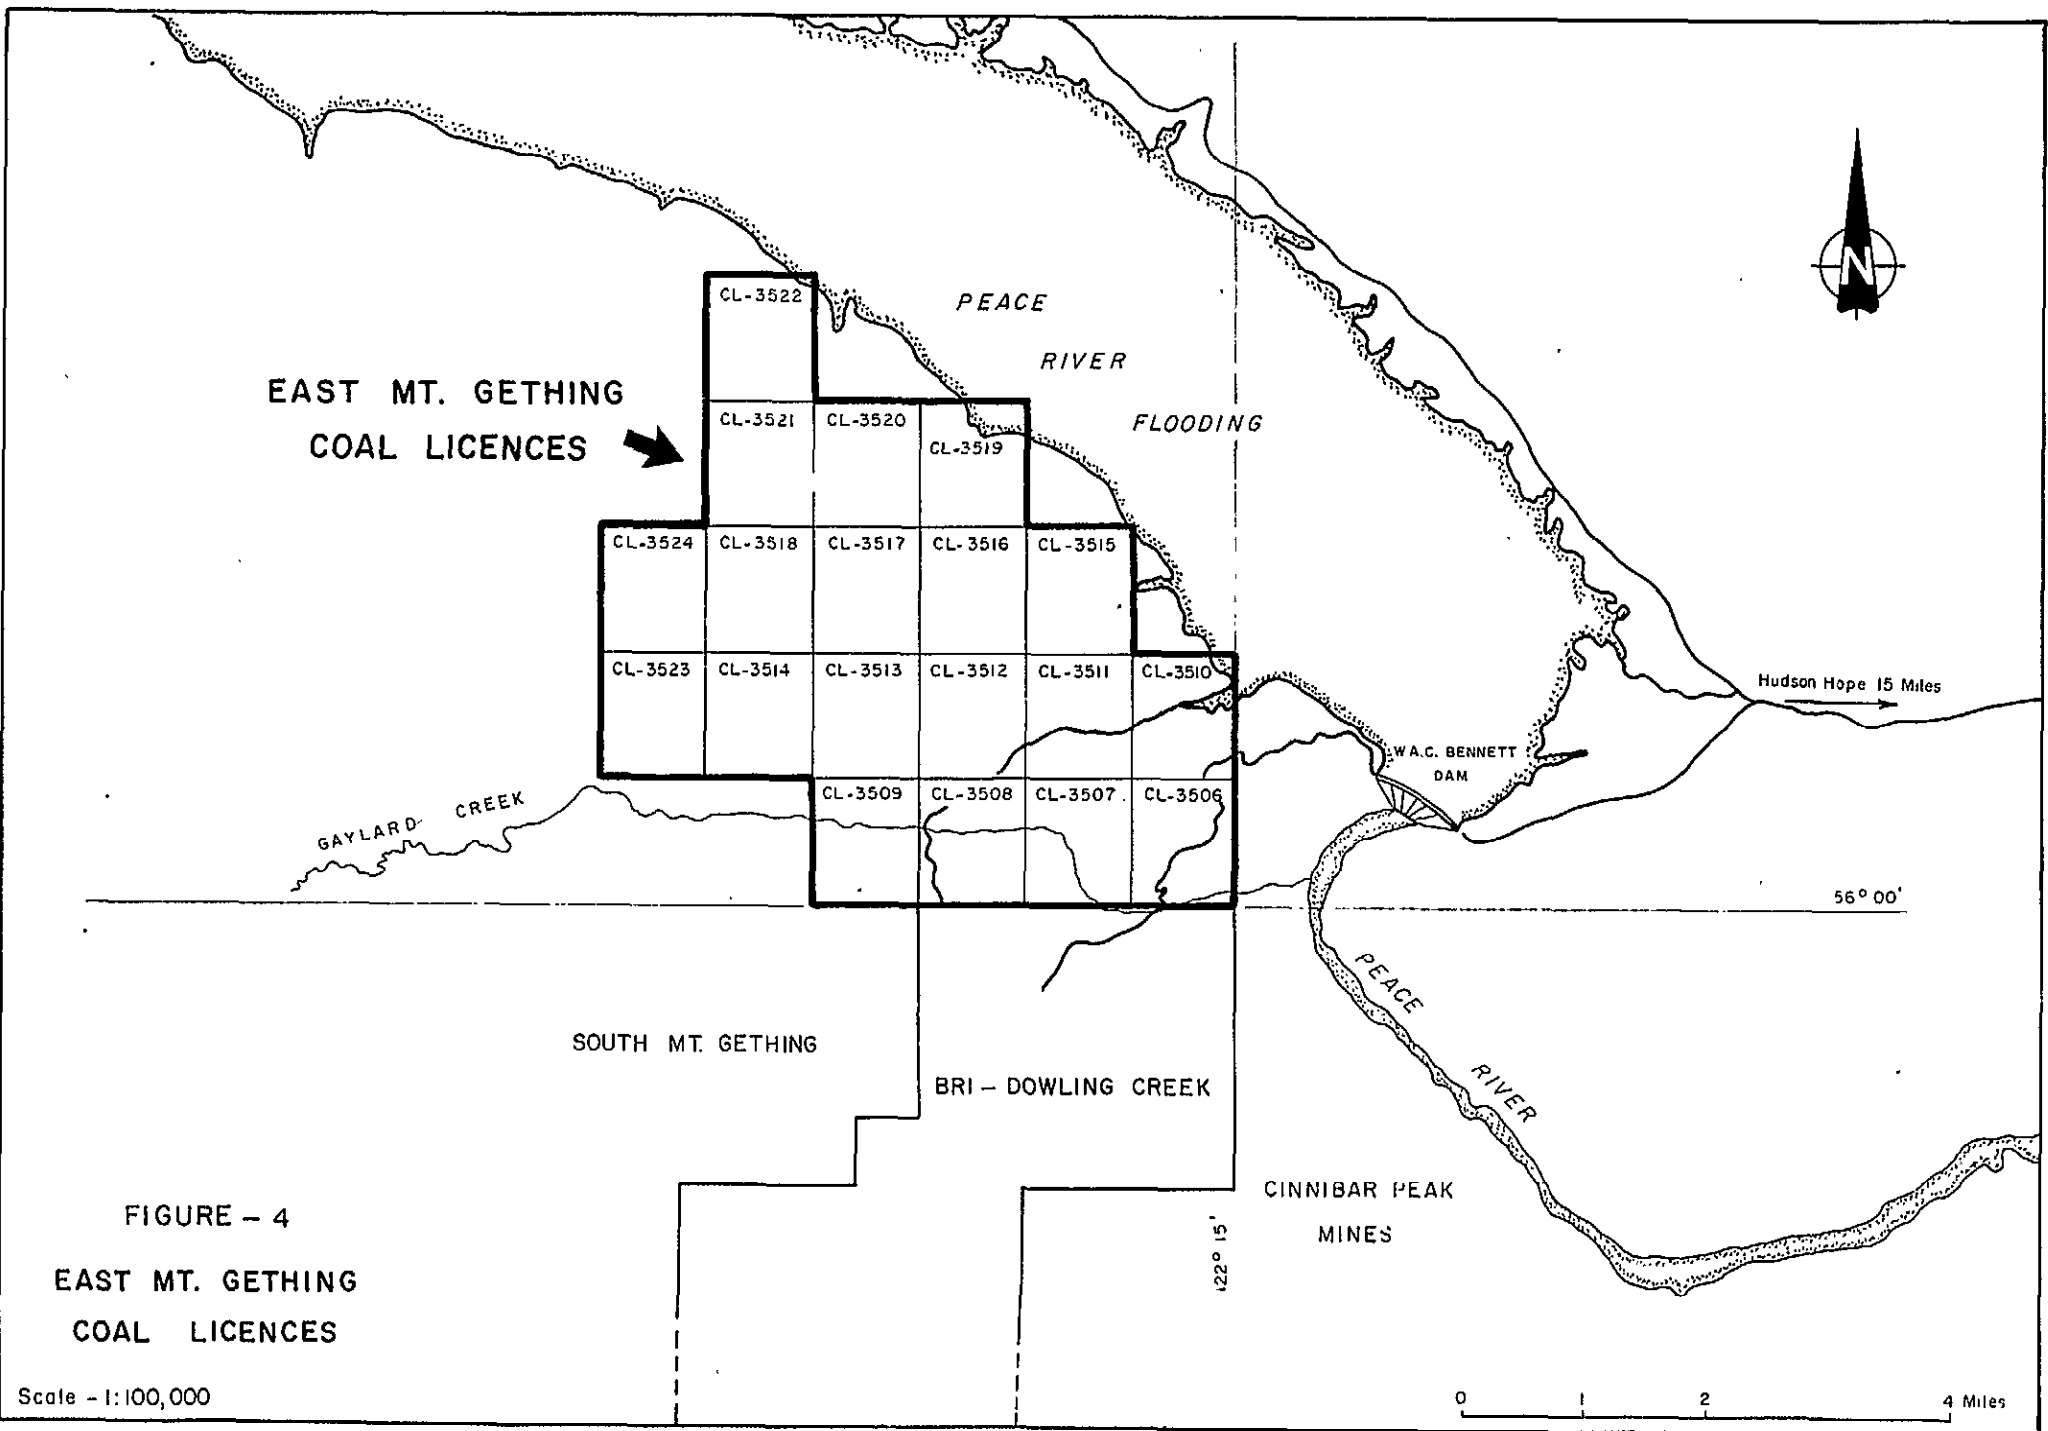 CL-3522
PEACE
RIVER
FLOODING
N
EAST MT. GETHING
COAL LICENCES
CL-3521
CL-3520
CL-3519
CL-3524
CL-3518
CL-3517
CL-3516
CL-3515
CL-3523
CL-3514
CL-3513
CL-3512
CL-3511
CL-3510
Hudson Hope 15 Miles
W.A.C. BENNETT
DAM
CL-3509
CL-3508
CL-3507
CL-3506
GAYLARD CREEK
56° 00'
PEACE
RIVER
SOUTH MT. GETHING
BRI - DOWLING CREEK
CINNIBAR PEAK
MINES
122° 15'
FIGURE - 4
EAST MT. GETHING
COAL LICENCES
Scale - 1:100,000
0 1 2 4 Miles